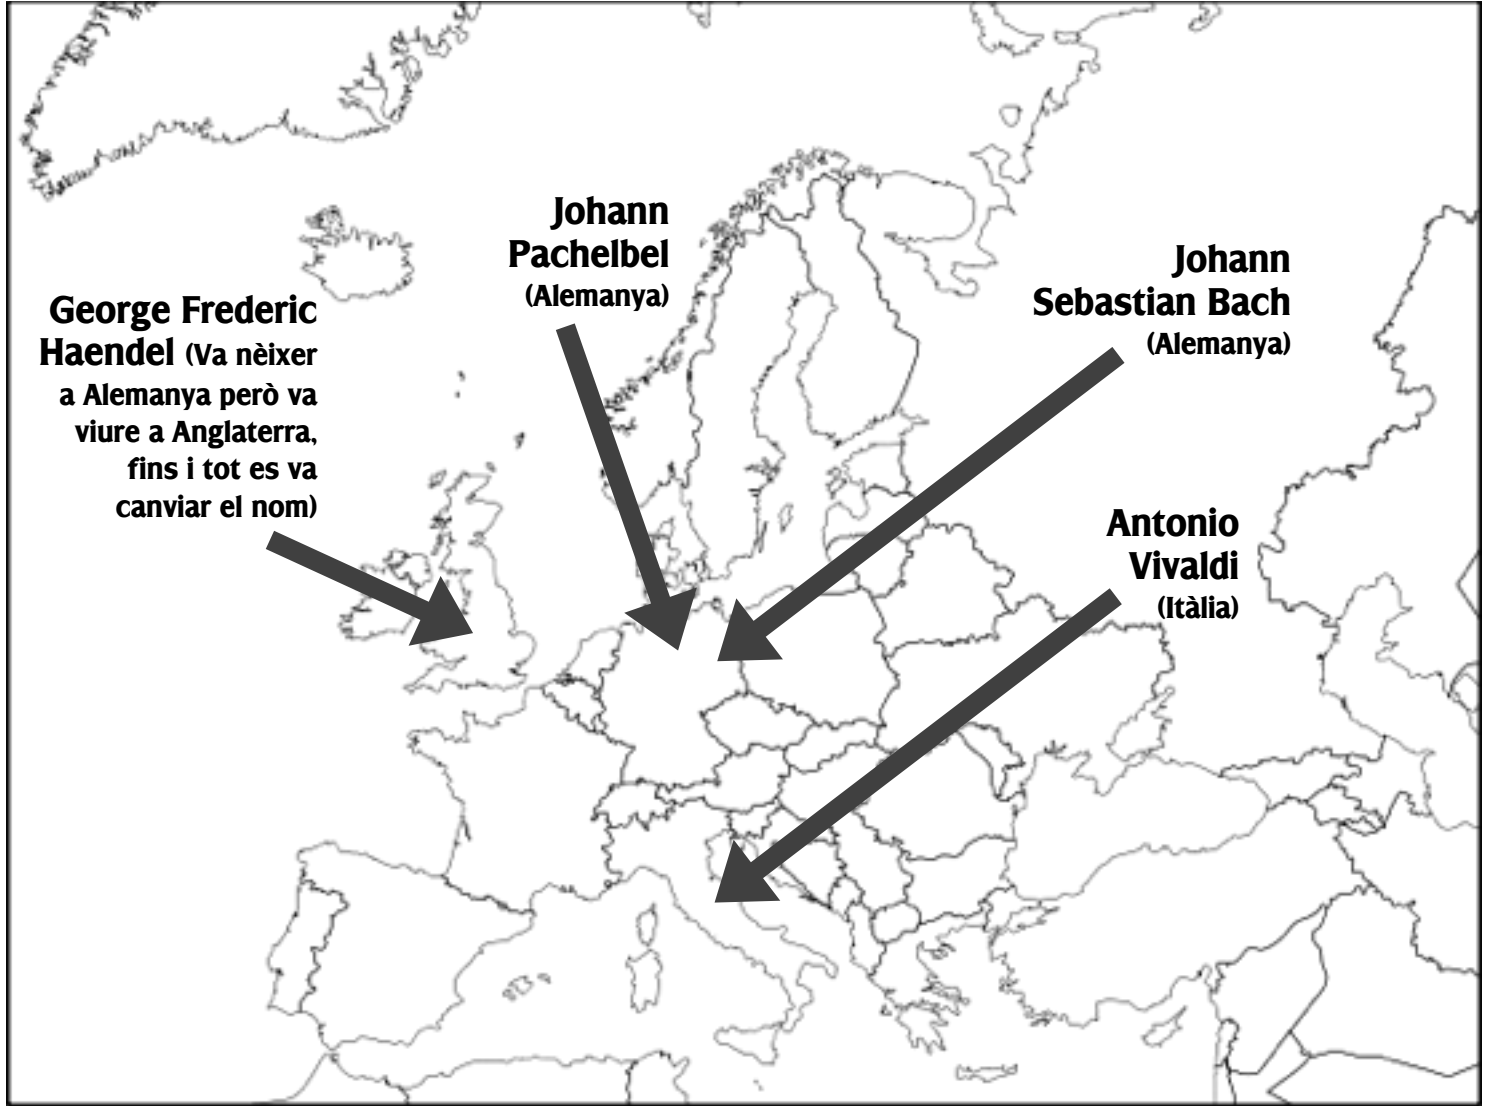 Johann
Pachelbel
(Alemanya)
Johann
Sebastian Bach
(Alemanya)
George Frederic
Haendel (Va nèixer
a Alemanya però va
viure a Anglaterra,
fins i tot es va
canviar el nom)
Antonio
Vivaldi
(Itàlia)